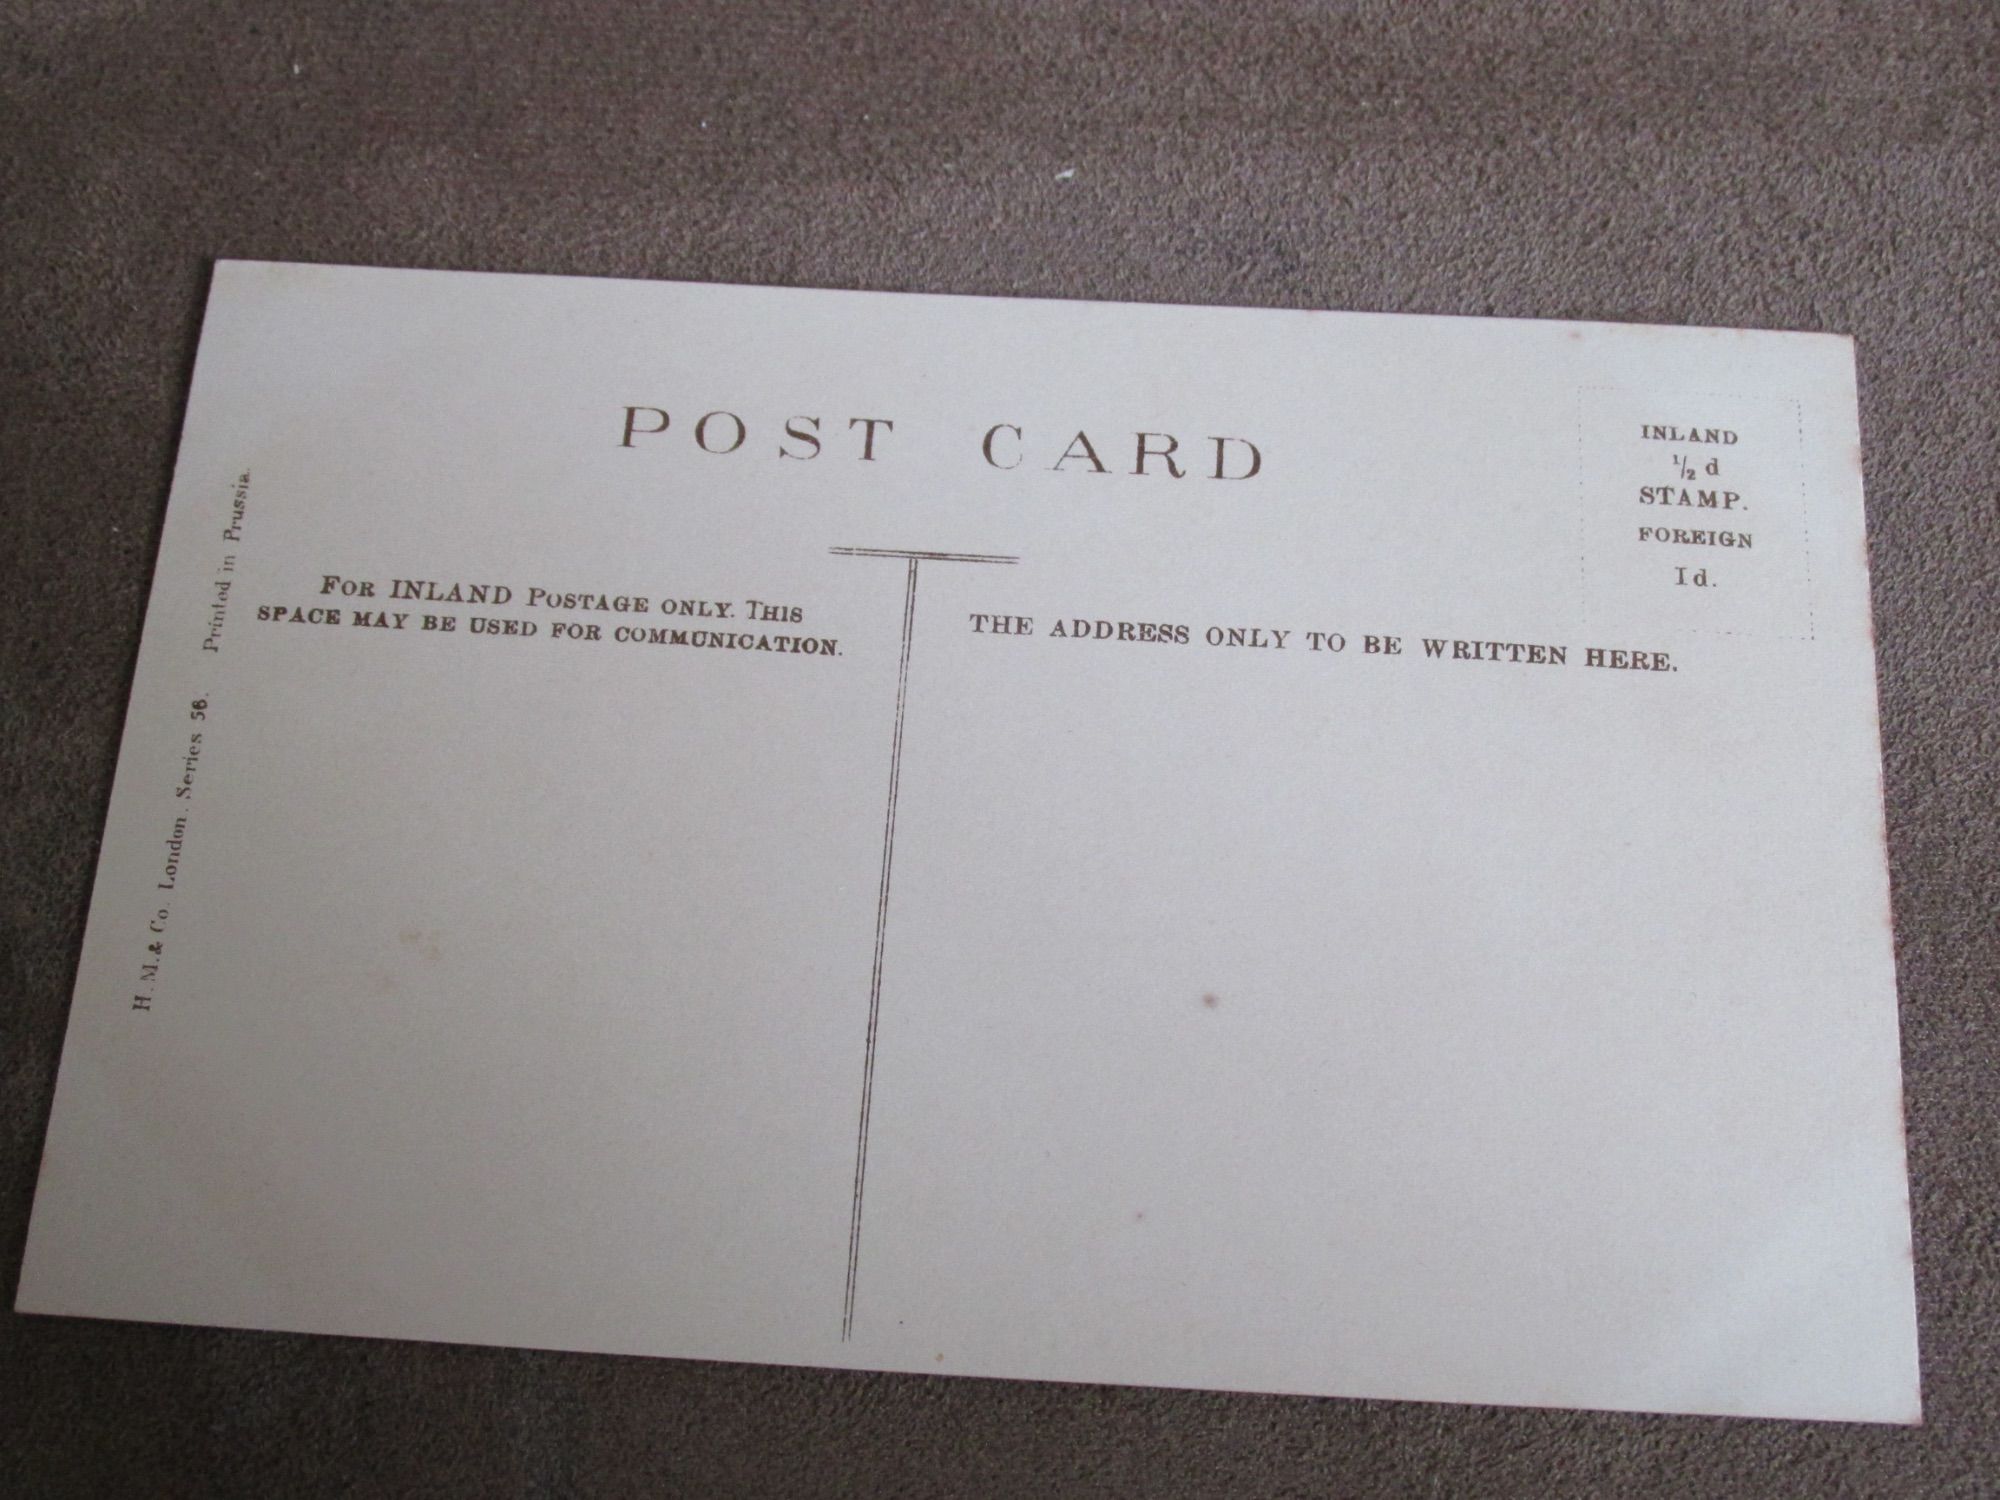 POST CARD
INLAND
½ d
STAMP.
FOREIGN
1d.
FOR INLAND POSTAGE ONLY. THIS
SPACE MAY BE USED FOR COMMUNICATION.
THE ADDRESS ONLY TO BE WRITTEN HERE.
H. M. & Co. London. Series 56. Printed in Prussia.